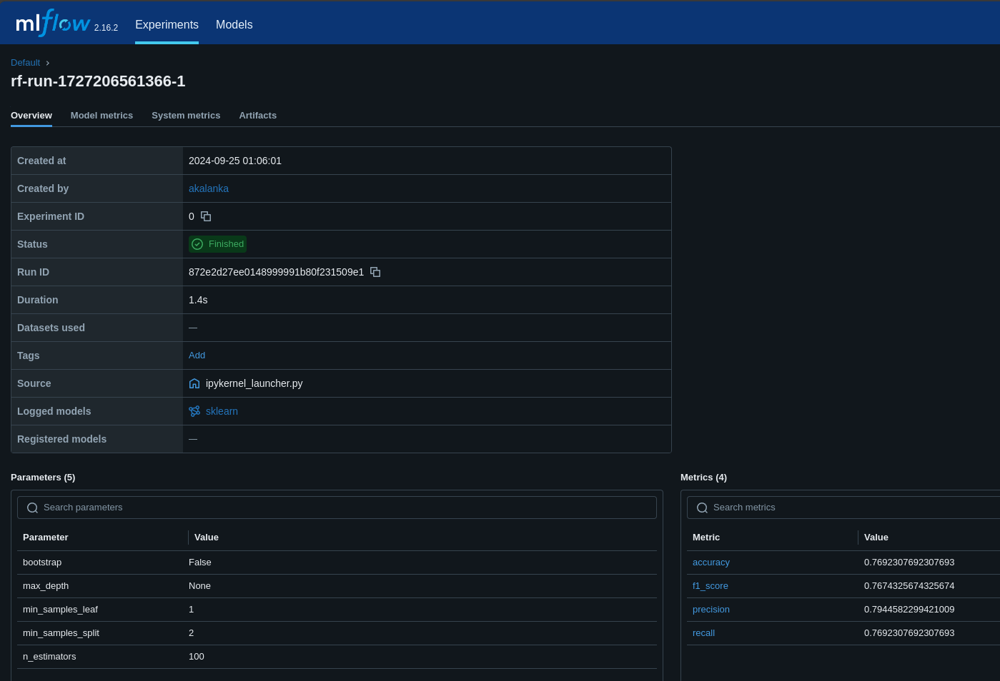 mlflow 2.16.2 Experiments Models
Default ›
rf-run-1727206561366-1
Overview Model metrics System metrics Artifacts
Created at 2024-09-25 01:06:01
Created by akalanka
Experiment ID 0
Status Finished
Run ID 872e2d27ee0148999991b80f231509e1
Duration 1.4s
Datasets used —
Tags Add
Source ipykernel_launcher.py
Logged models sklearn
Registered models —
Parameters (5)
Search parameters
Parameter Value
bootstrap False
max_depth None
min_samples_leaf 1
min_samples_split 2
n_estimators 100
Metrics (4)
Search metrics
Metric Value
accuracy 0.7692307692307693
f1_score 0.7674325674325674
precision 0.7944582299421009
recall 0.7692307692307693